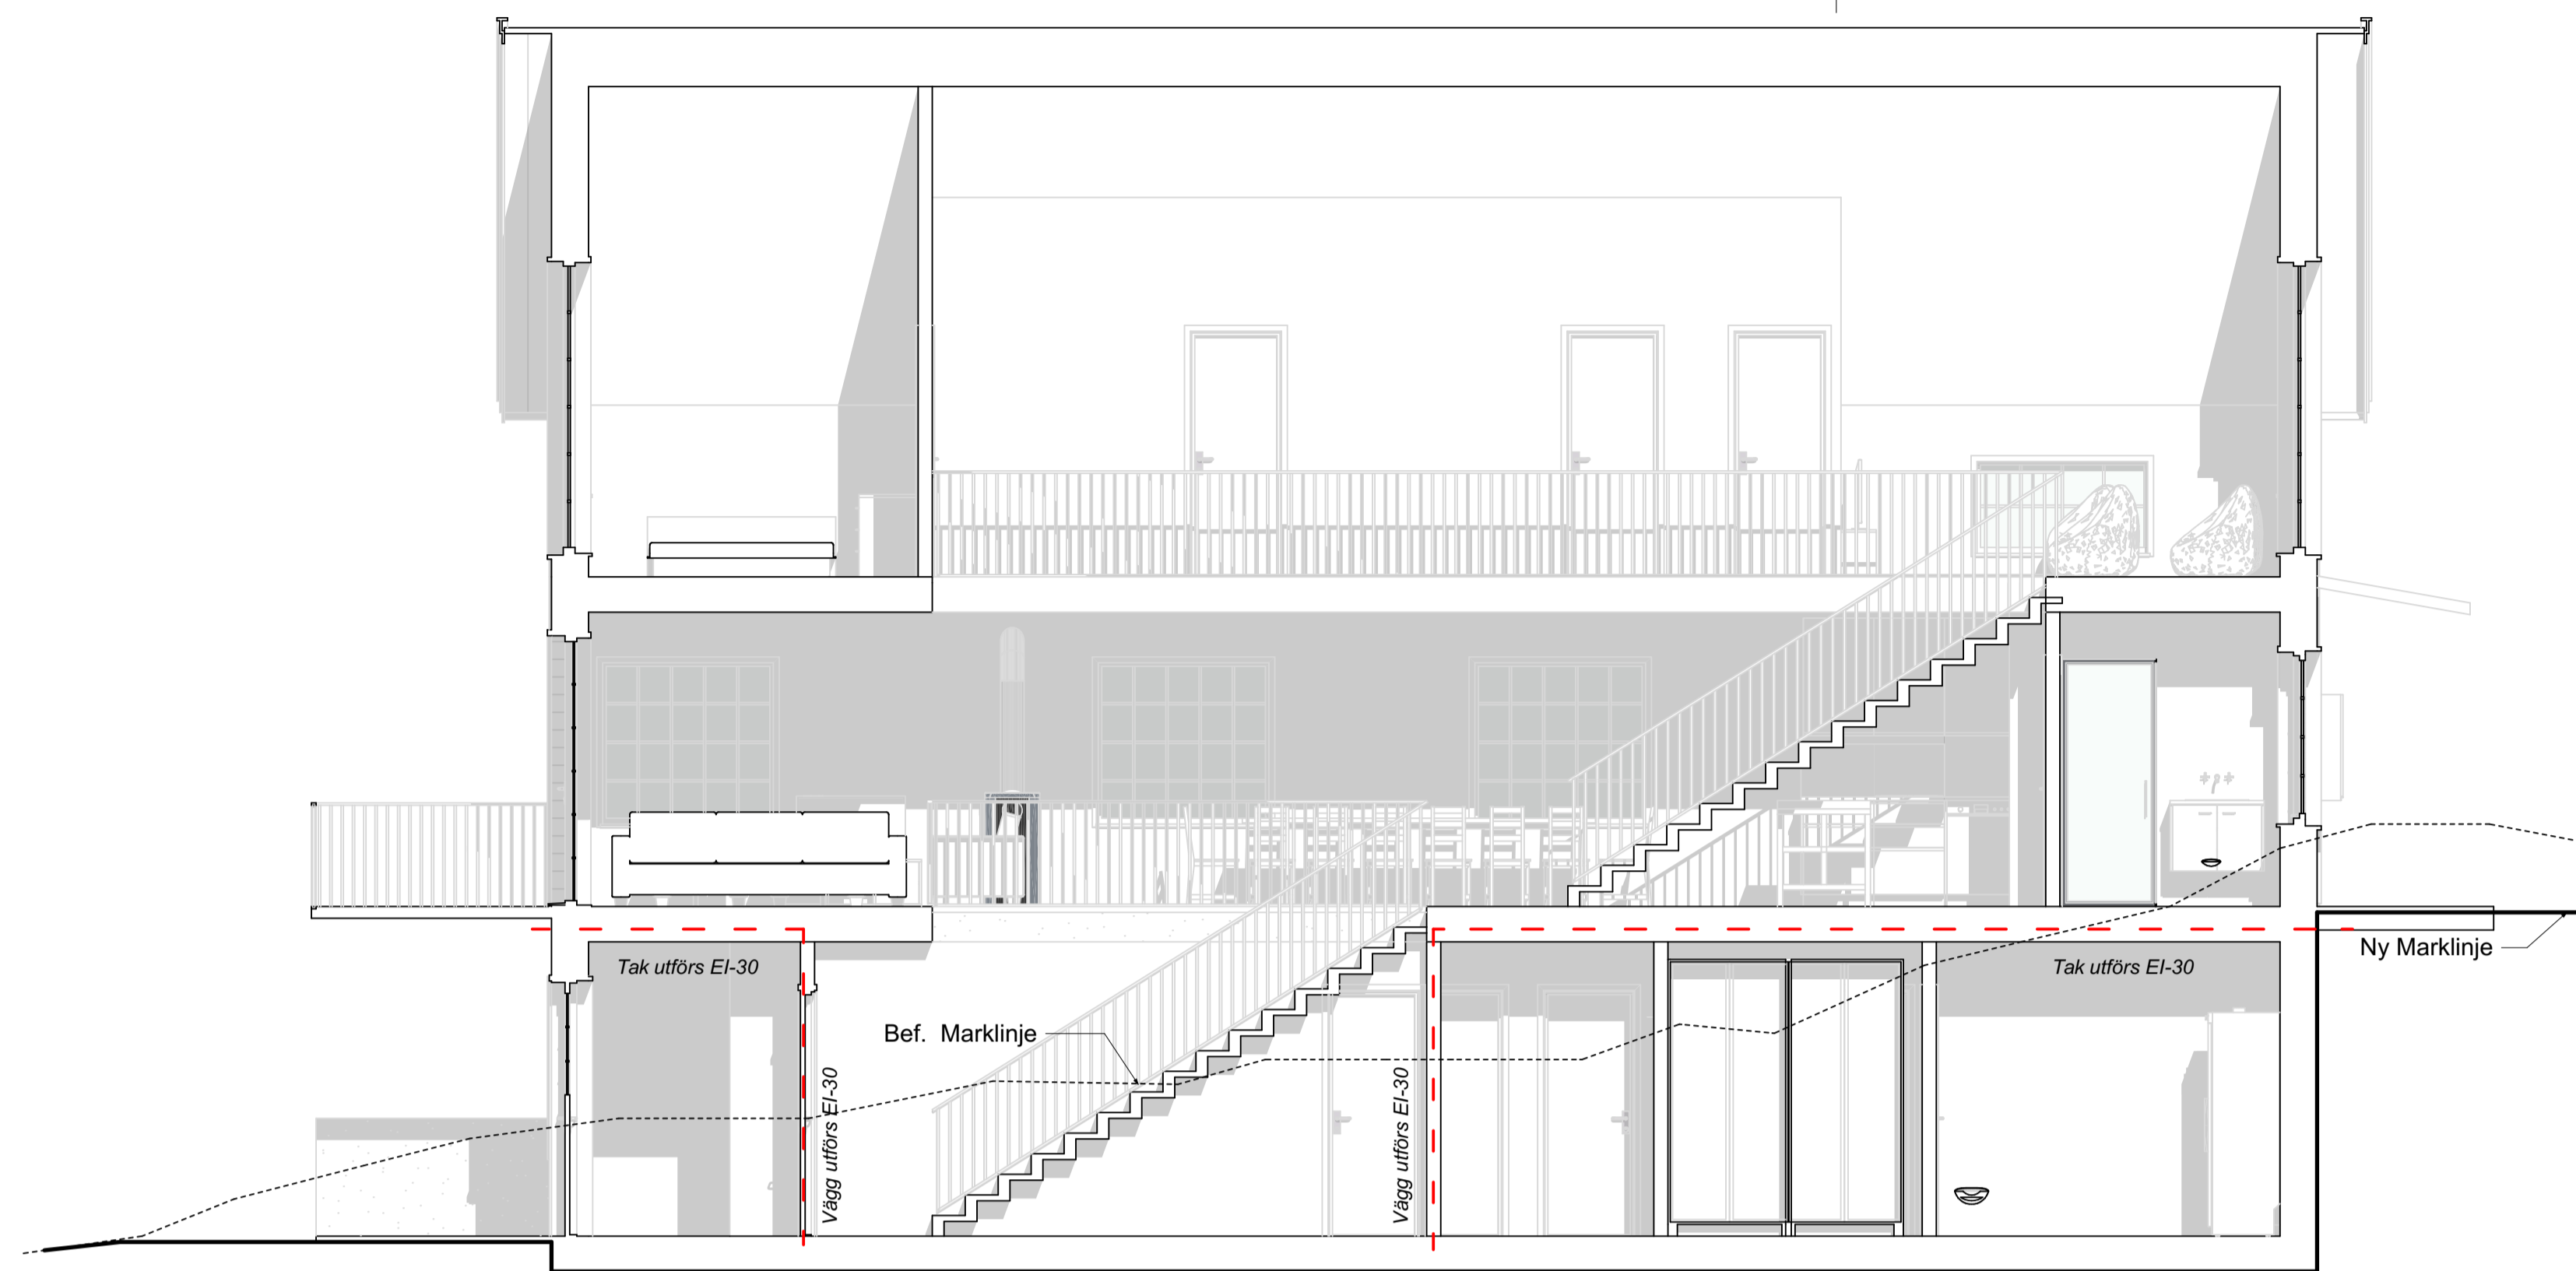 Ny Marklinje
Tak utförs EI-30
Tak utförs EI-30
Bef.  Marklinje
Vägg utförs EI-30
Vägg utförs EI-30